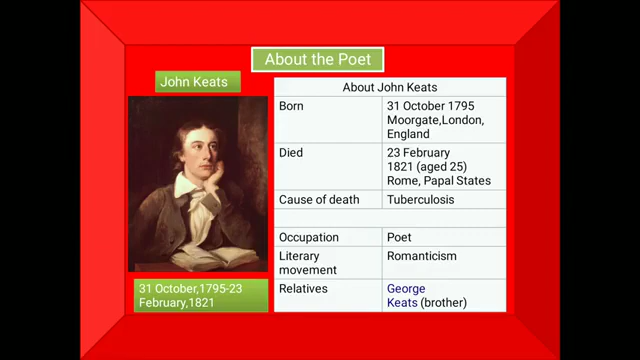 About the Poet
John Keats
31 October,1795-23
February,1821
About John Keats
Born
31 October 1795
Moorgate,London,
England
Died
23 February
1821 (aged 25)
Rome, Papal States
Cause of death
Tuberculosis
Occupation
Poet
Literary
movement
Romanticism
Relatives
George
Keats (brother)